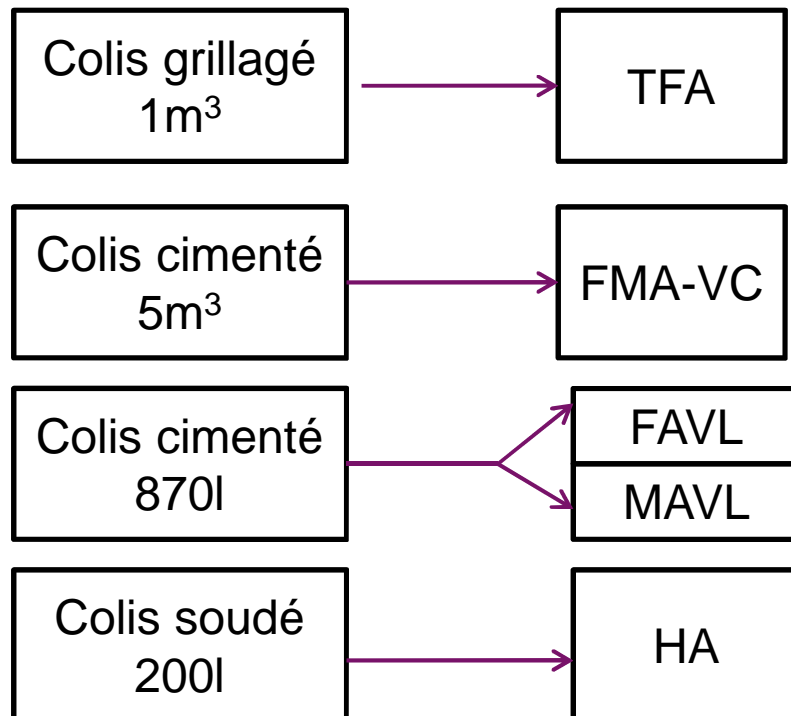 Colis grillagé
1m³
TFA
Colis cimenté
5m³
FMA-VC
Colis cimenté
870l
FAVL
MAVL
Colis soudé
200l
HA